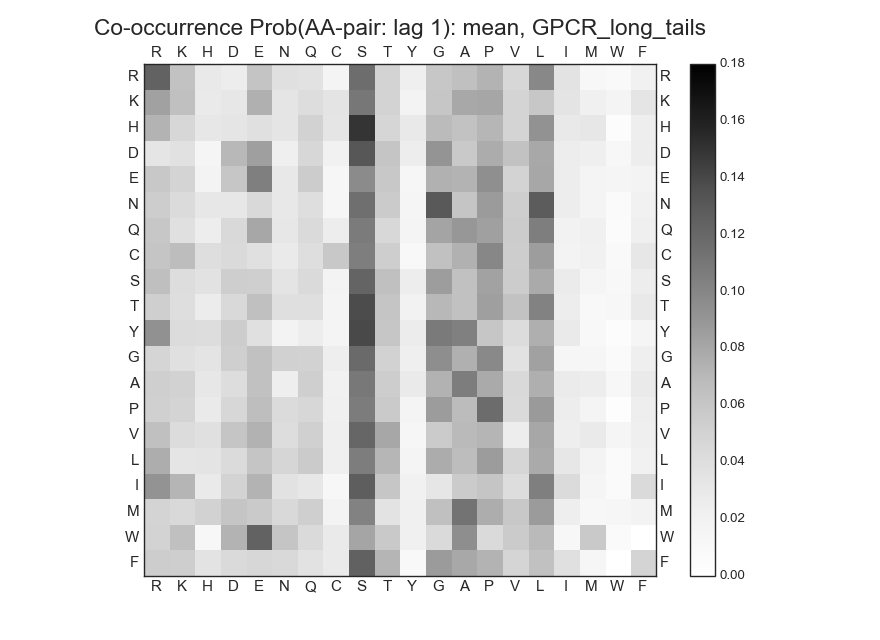 Co-occurrence Prob(AA-pair: lag 1): mean, GPCR_long_tails
R K H D E N Q C S T Y G A P V L I M W F
R R 0.18
K K
H H 0.16
D D
E E 0.14
N N
Q Q 0.12
C C
S S 0.10
T T
Y Y 0.08
G G
A A
P P 0.06
V V
L L 0.04
I I
M M 0.02
W W
F F 0.00
R K H D E N Q C S T Y G A P V L I M W F